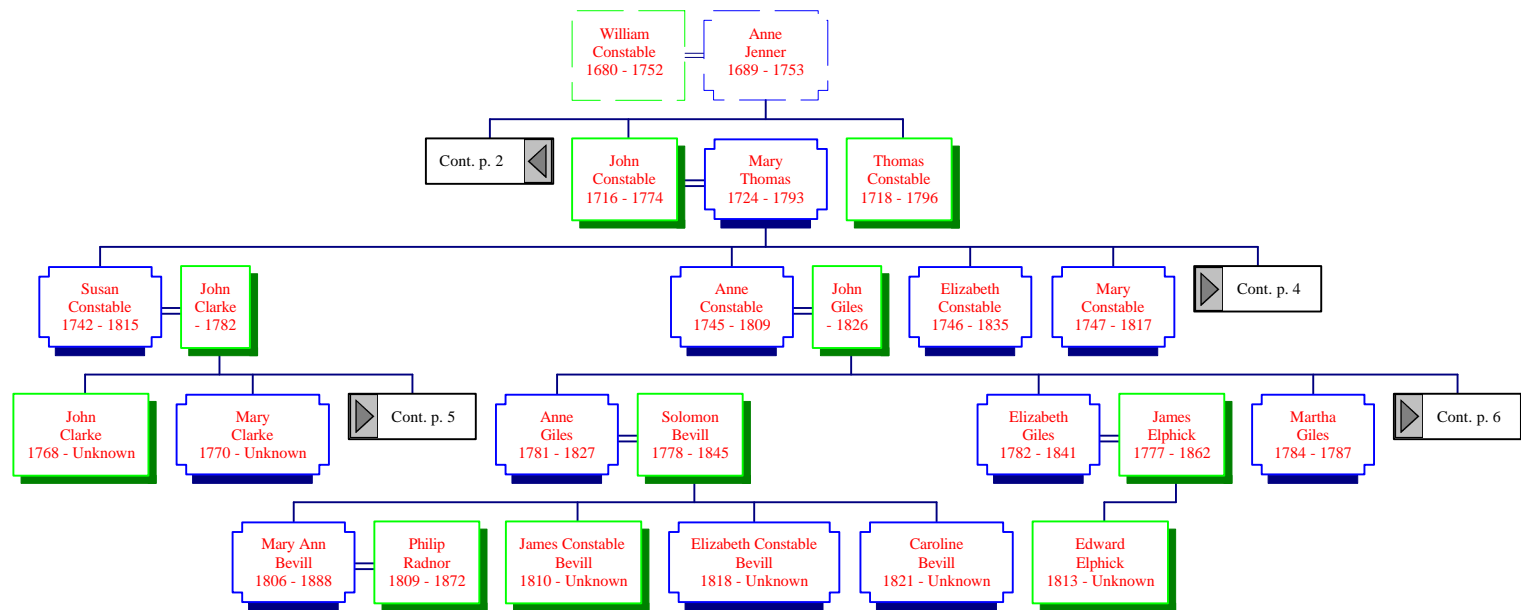 William
Constable
1680 - 1752
Anne
Jenner
1689 - 1753
Cont. p. 2
John
Constable
1716 - 1774
Mary
Thomas
1724 - 1793
Thomas
Constable
1718 - 1796
Susan
Constable
1742 - 1815
John
Clarke
- 1782
Anne
Constable
1745 - 1809
John
Giles
- 1826
Elizabeth
Constable
1746 - 1835
Mary
Constable
1747 - 1817
Cont. p. 4
John
Clarke
1768 - Unknown
Mary
Clarke
1770 - Unknown
Cont. p. 5
Anne
Giles
1781 - 1827
Solomon
Bevill
1778 - 1845
Elizabeth
Giles
1782 - 1841
James
Elphick
1777 - 1862
Martha
Giles
1784 - 1787
Cont. p. 6
Mary Ann
Bevill
1806 - 1888
Philip
Radnor
1809 - 1872
James Constable
Bevill
1810 - Unknown
Elizabeth Constable
Bevill
1818 - Unknown
Caroline
Bevill
1821 - Unknown
Edward
Elphick
1813 - Unknown